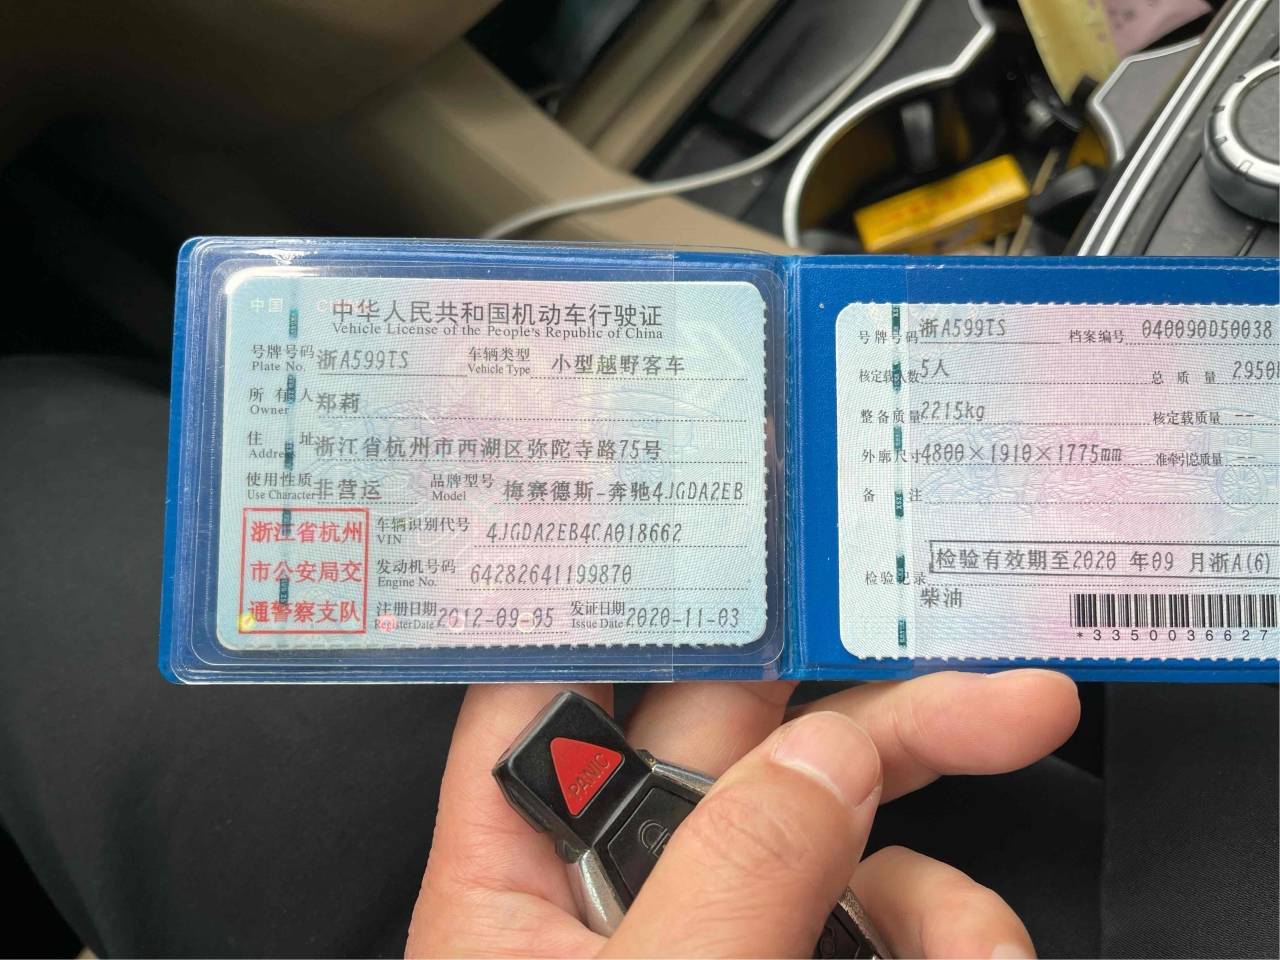 中国 C
中华人民共和国机动车行驶证
Vehicle License of the People's Republic of China
号牌号码 浙A599TS 车辆类型 小型越野客车
Plate No. Vehicle Type
所有人 郑莉
Owner
住 址 浙江省杭州市西湖区弥陀寺路75号
Address
使用性质 非营运 品牌型号 梅赛德斯-奔驰4JGDA2EB
Use Character Model
浙江省杭州
市公安局交
通警察支队
车辆识别代号 4JGDA2EB4CA018662
VIN
发动机号码 64282641199870
Engine No.
注册日期 2012-09-05 发证日期 2020-11-03
Register Date Issue Date
号牌号码 浙A599TS 档案编号 040090D50038
核定载人数 5人 总 质 量 2950
整备质量 2215kg 核定载质量 --
外廓尺寸 4800×1910×1775mm 准牵引总质量 --
备 注
检验有效期至2020 年09 月浙A(6)
检验记录
柴油
*3350036627
PANIC